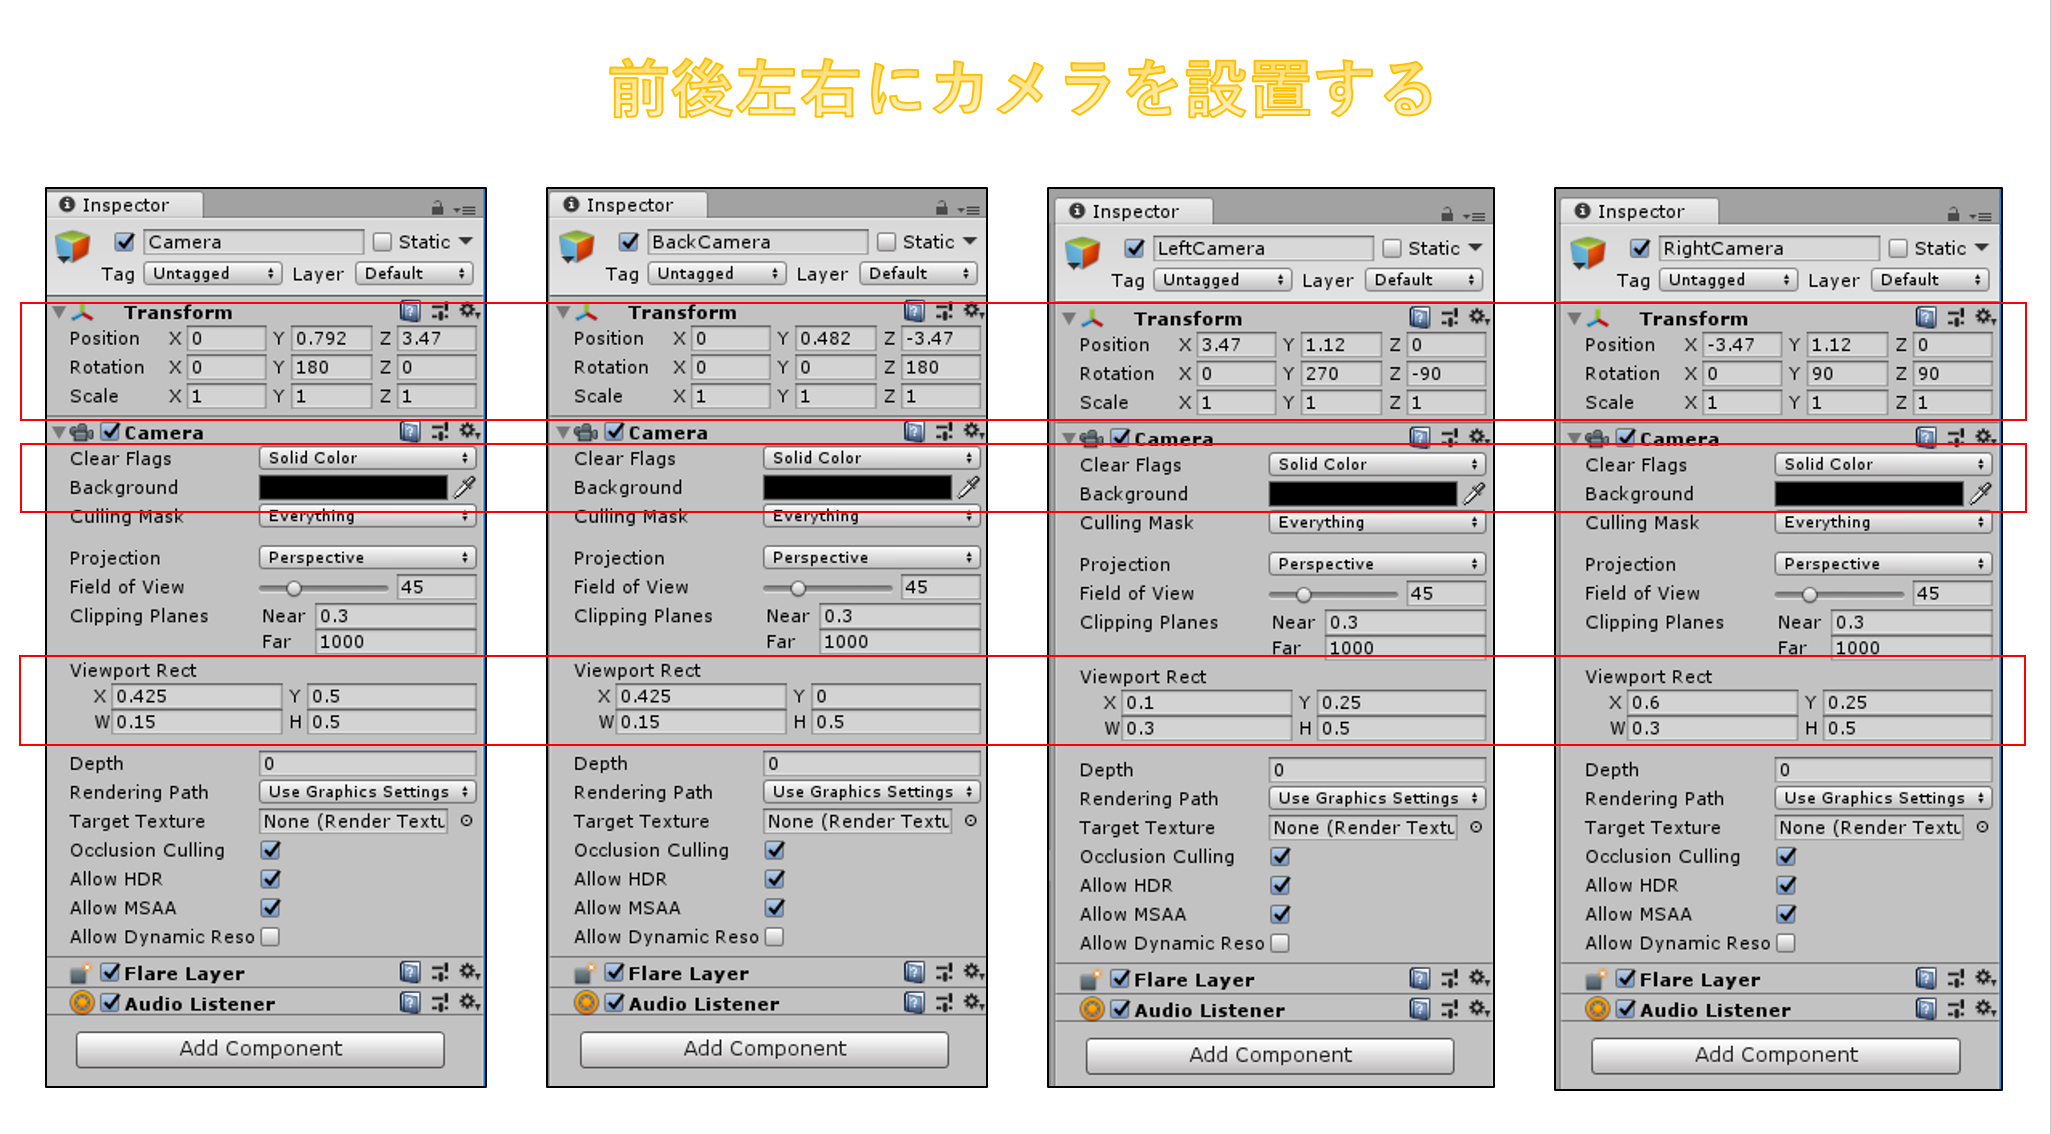 前後左右にカメラを設置する
Inspector
Camera Static
Tag Untagged Layer Default
Transform
Position X 0 Y 0.792 Z 3.47
Rotation X 0 Y 180 Z 0
Scale X 1 Y 1 Z 1
Camera
Clear Flags Solid Color
Background
Culling Mask Everything
Projection Perspective
Field of View 45
Clipping Planes Near 0.3
Far 1000
Viewport Rect
X 0.425 Y 0.5
W 0.15 H 0.5
Depth 0
Rendering Path Use Graphics Settings
Target Texture None (Render Textu
Occlusion Culling
Allow HDR
Allow MSAA
Allow Dynamic Reso
Flare Layer
Audio Listener
Add Component
Inspector
BackCamera Static
Tag Untagged Layer Default
Transform
Position X 0 Y 0.482 Z -3.47
Rotation X 0 Y 0 Z 180
Scale X 1 Y 1 Z 1
Camera
Clear Flags Solid Color
Background
Culling Mask Everything
Projection Perspective
Field of View 45
Clipping Planes Near 0.3
Far 1000
Viewport Rect
X 0.425 Y 0
W 0.15 H 0.5
Depth 0
Rendering Path Use Graphics Settings
Target Texture None (Render Textu
Occlusion Culling
Allow HDR
Allow MSAA
Allow Dynamic Reso
Flare Layer
Audio Listener
Add Component
Inspector
LeftCamera Static
Tag Untagged Layer Default
Transform
Position X 3.47 Y 1.12 Z 0
Rotation X 0 Y 270 Z -90
Scale X 1 Y 1 Z 1
Camera
Clear Flags Solid Color
Background
Culling Mask Everything
Projection Perspective
Field of View 45
Clipping Planes Near 0.3
Far 1000
Viewport Rect
X 0.1 Y 0.25
W 0.3 H 0.5
Depth 0
Rendering Path Use Graphics Settings
Target Texture None (Render Textu
Occlusion Culling
Allow HDR
Allow MSAA
Allow Dynamic Reso
Flare Layer
Audio Listener
Add Component
Inspector
RightCamera Static
Tag Untagged Layer Default
Transform
Position X -3.47 Y 1.12 Z 0
Rotation X 0 Y 90 Z 90
Scale X 1 Y 1 Z 1
Camera
Clear Flags Solid Color
Background
Culling Mask Everything
Projection Perspective
Field of View 45
Clipping Planes Near 0.3
Far 1000
Viewport Rect
X 0.6 Y 0.25
W 0.3 H 0.5
Depth 0
Rendering Path Use Graphics Settings
Target Texture None (Render Textu
Occlusion Culling
Allow HDR
Allow MSAA
Allow Dynamic Reso
Flare Layer
Audio Listener
Add Component